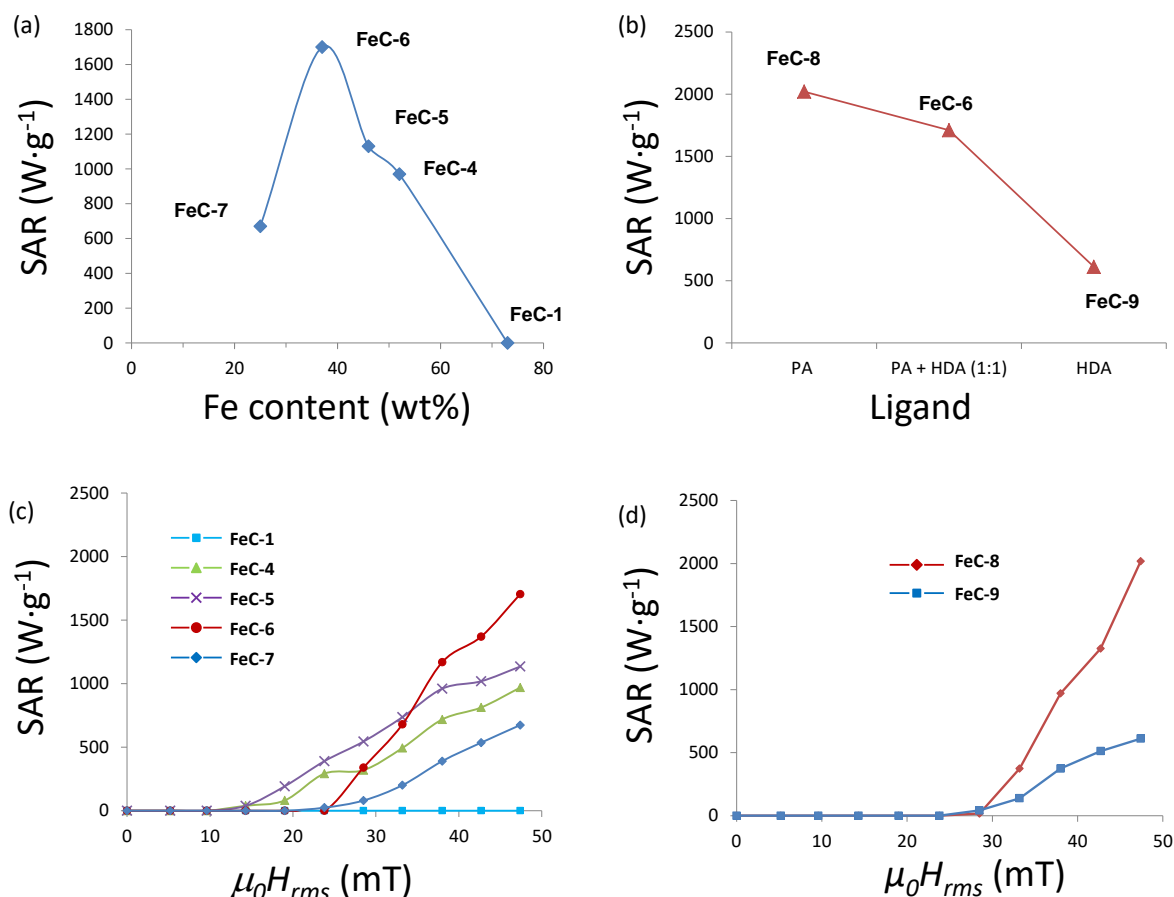 (a)
SAR (W·g⁻¹)
1800
1600
1400
1200
1000
800
600
400
200
0
0 20 40 60 80
Fe content (wt%)
FeC-6
FeC-5
FeC-4
FeC-7
FeC-1
(b)
SAR (W·g⁻¹)
2500
2000
1500
1000
500
0
FeC-8
FeC-6
FeC-9
PA PA + HDA (1:1) HDA
Ligand
(c)
SAR (W·g⁻¹)
2500
2000
1500
1000
500
0
FeC-1
FeC-4
FeC-5
FeC-6
FeC-7
0 10 20 30 40 50
μ₀Hrms (mT)
(d)
SAR (W·g⁻¹)
2500
2000
1500
1000
500
0
FeC-8
FeC-9
0 10 20 30 40 50
μ₀Hrms (mT)